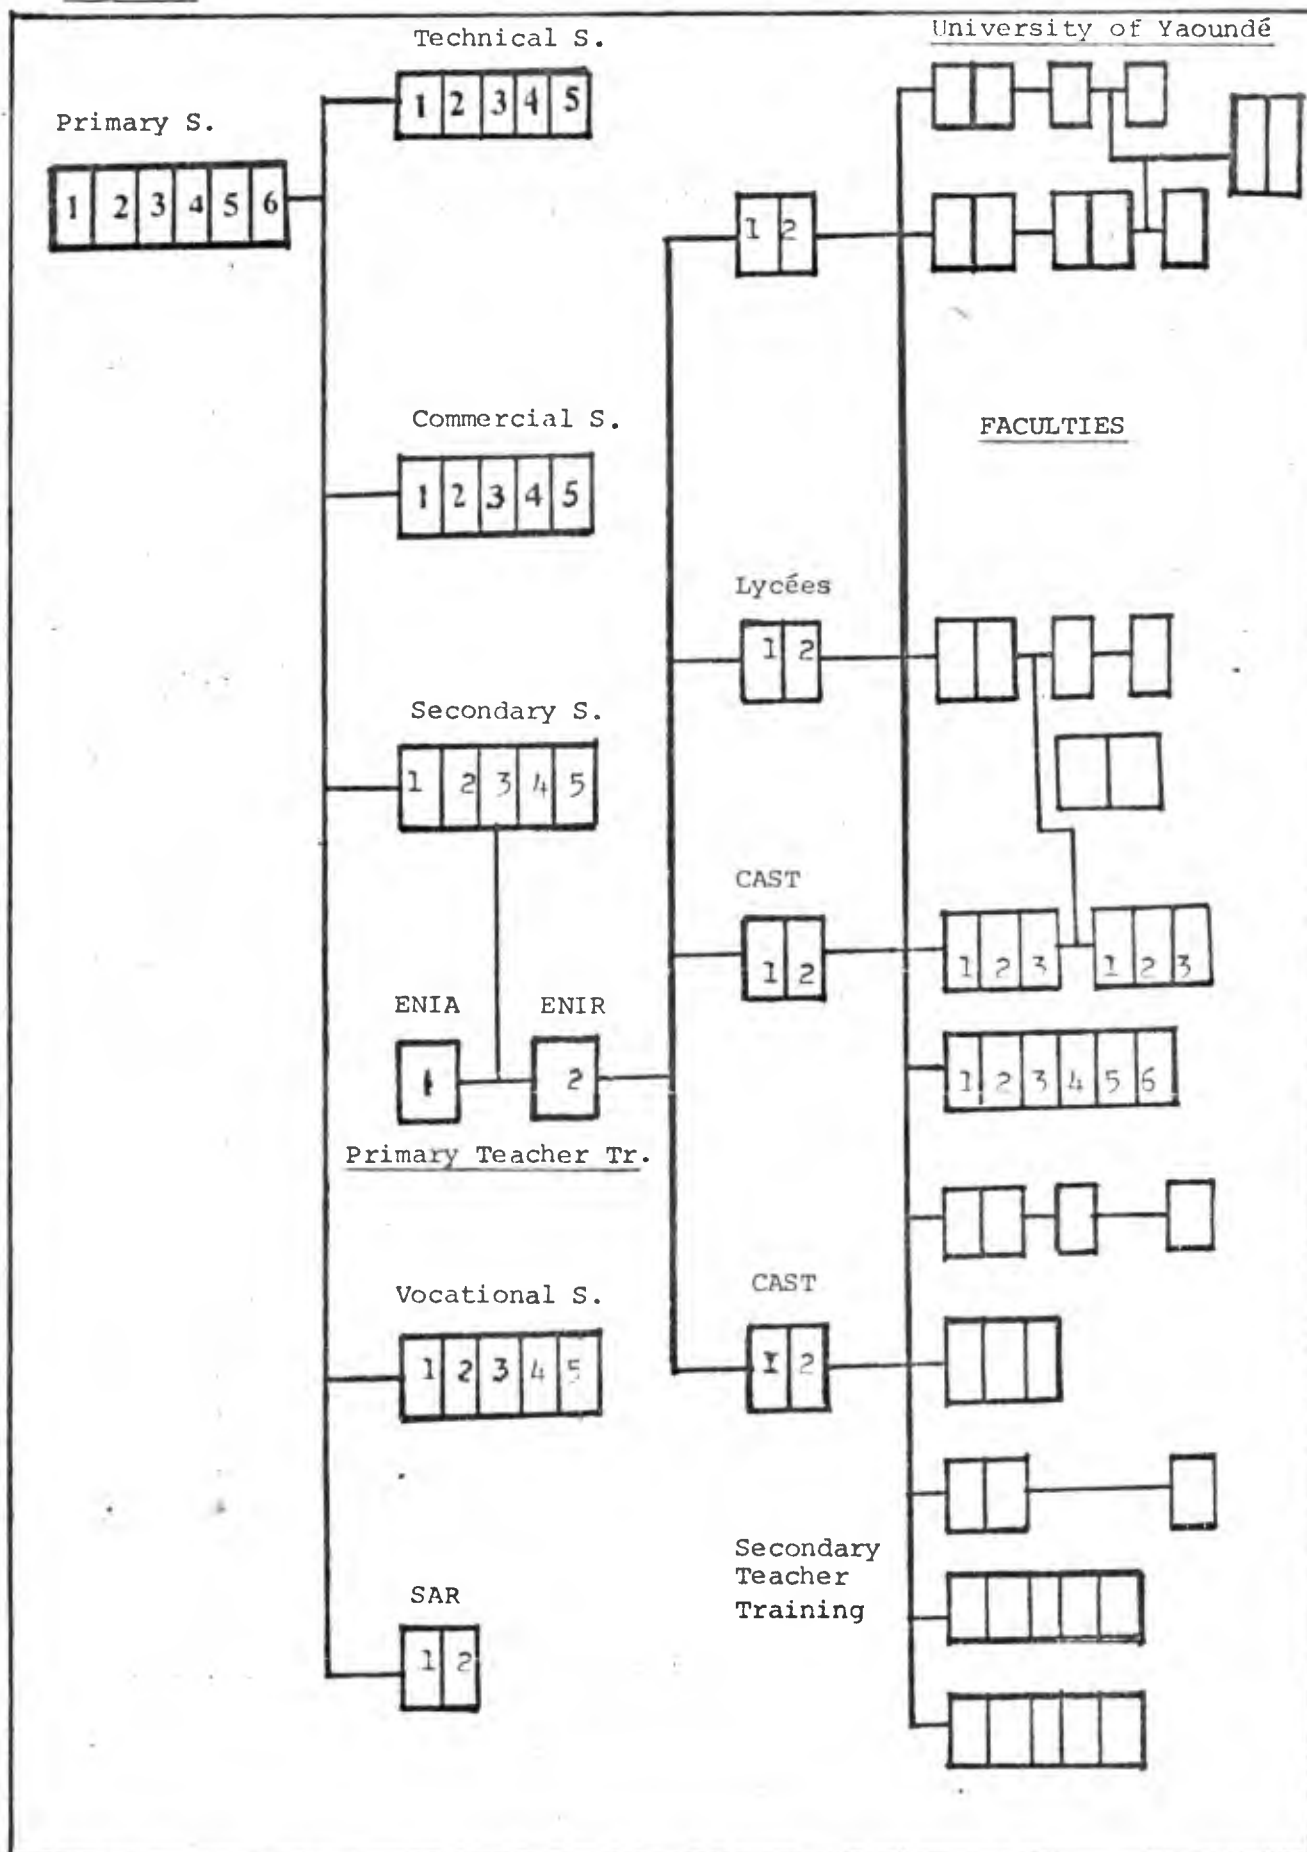 Technical S.
1 2 3 4 5
Primary S.
1 2 3 4 5 6
University of Yaoundé
1 2
Commercial S.
1 2 3 4 5
FACULTIES
Lycées
1 2
Secondary S.
1 2 3 4 5
CAST
1 2
1 2 3
1 2 3
ENIA
1
ENIR
2
1 2 3 4 5 6
Primary Teacher Tr.
Vocational S.
1 2 3 4 5
CAST
1 2
Secondary
Teacher
Training
SAR
1 2